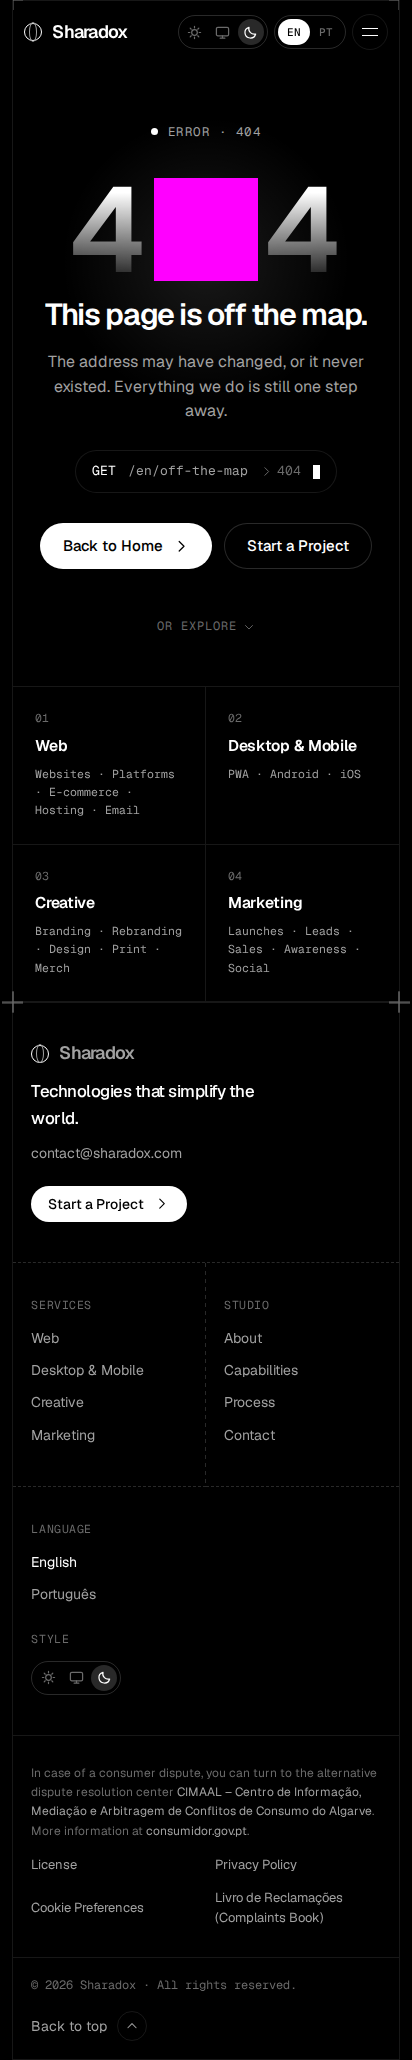 Sharadox
EN PT
ERROR · 404
4 4
This page is off the map.
The address may have changed, or it never
existed. Everything we do is still one step
away.
GET /en/off-the-map > 404
Back to Home
Start a Project
OR EXPLORE
01
Web
Websites · Platforms
· E-commerce ·
Hosting · Email
02
Desktop & Mobile
PWA · Android · iOS
03
Creative
Branding · Rebranding
· Design · Print ·
Merch
04
Marketing
Launches · Leads ·
Sales · Awareness ·
Social
Sharadox
Technologies that simplify the
world.
contact@sharadox.com
Start a Project
SERVICES
Web
Desktop & Mobile
Creative
Marketing
STUDIO
About
Capabilities
Process
Contact
LANGUAGE
English
Português
STYLE
In case of a consumer dispute, you can turn to the alternative
dispute resolution center CIMAAL – Centro de Informação,
Mediação e Arbitragem de Conflitos de Consumo do Algarve.
More information at consumidor.gov.pt.
License
Privacy Policy
Cookie Preferences
Livro de Reclamações
(Complaints Book)
© 2026 Sharadox · All rights reserved.
Back to top